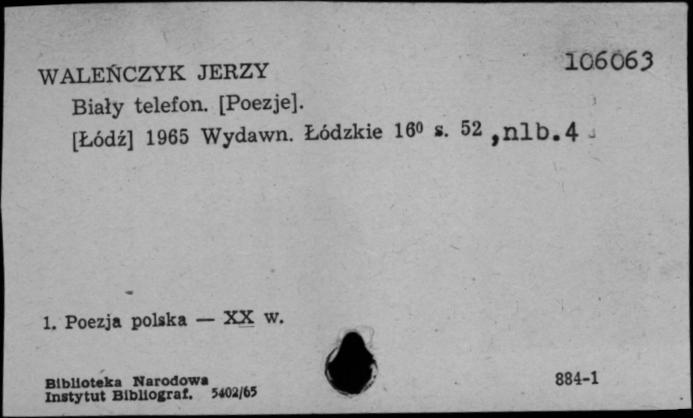 106063
WALEŃCZYK JERZY
Biały telefon. [Poezje].
[Łódź] 1965 Wydawn. Łódzkie 16⁰ s. 52 ,nlb.4
1. Poezja polska — XX w.
Biblioteka Narodowa
Instytut Bibliograf. 5402/65
884-1